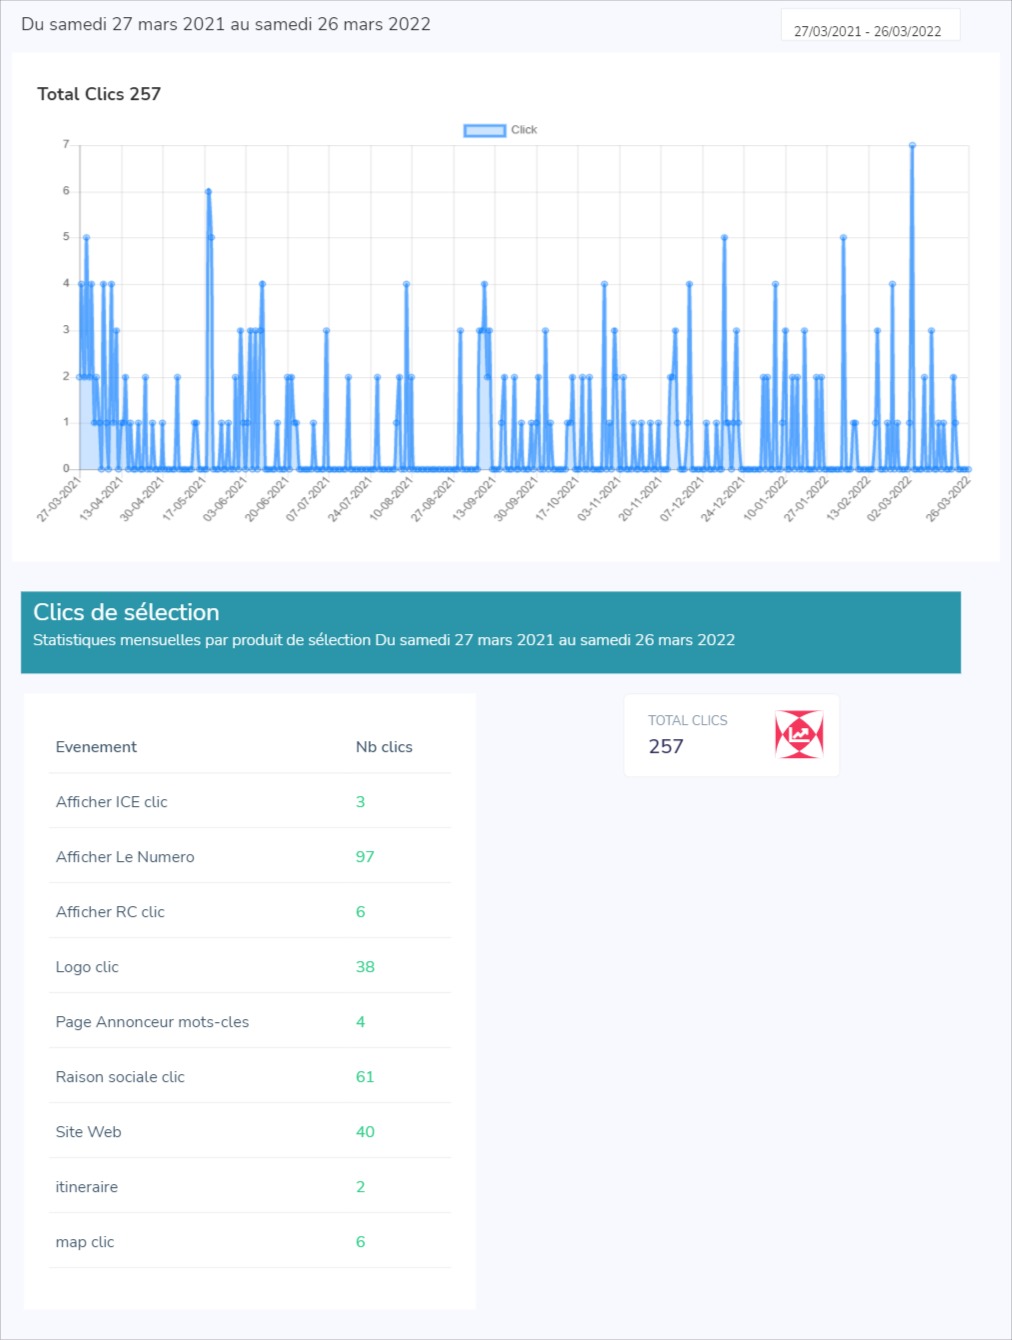 Du samedi 27 mars 2021 au samedi 26 mars 2022
27/03/2021 - 26/03/2022
Total Clics 257
Click
7
6
5
4
3
2
1
0
27-03-2021
13-04-2021
30-04-2021
17-05-2021
03-06-2021
20-06-2021
07-07-2021
24-07-2021
10-08-2021
27-08-2021
13-09-2021
30-09-2021
17-10-2021
03-11-2021
20-11-2021
07-12-2021
24-12-2021
10-01-2022
27-01-2022
13-02-2022
02-03-2022
26-03-2022
Clics de sélection
Statistiques mensuelles par produit de sélection Du samedi 27 mars 2021 au samedi 26 mars 2022
TOTAL CLICS
257
Evenement Nb clics
Afficher ICE clic 3
Afficher Le Numero 97
Afficher RC clic 6
Logo clic 38
Page Annonceur mots-cles 4
Raison sociale clic 61
Site Web 40
itineraire 2
map clic 6